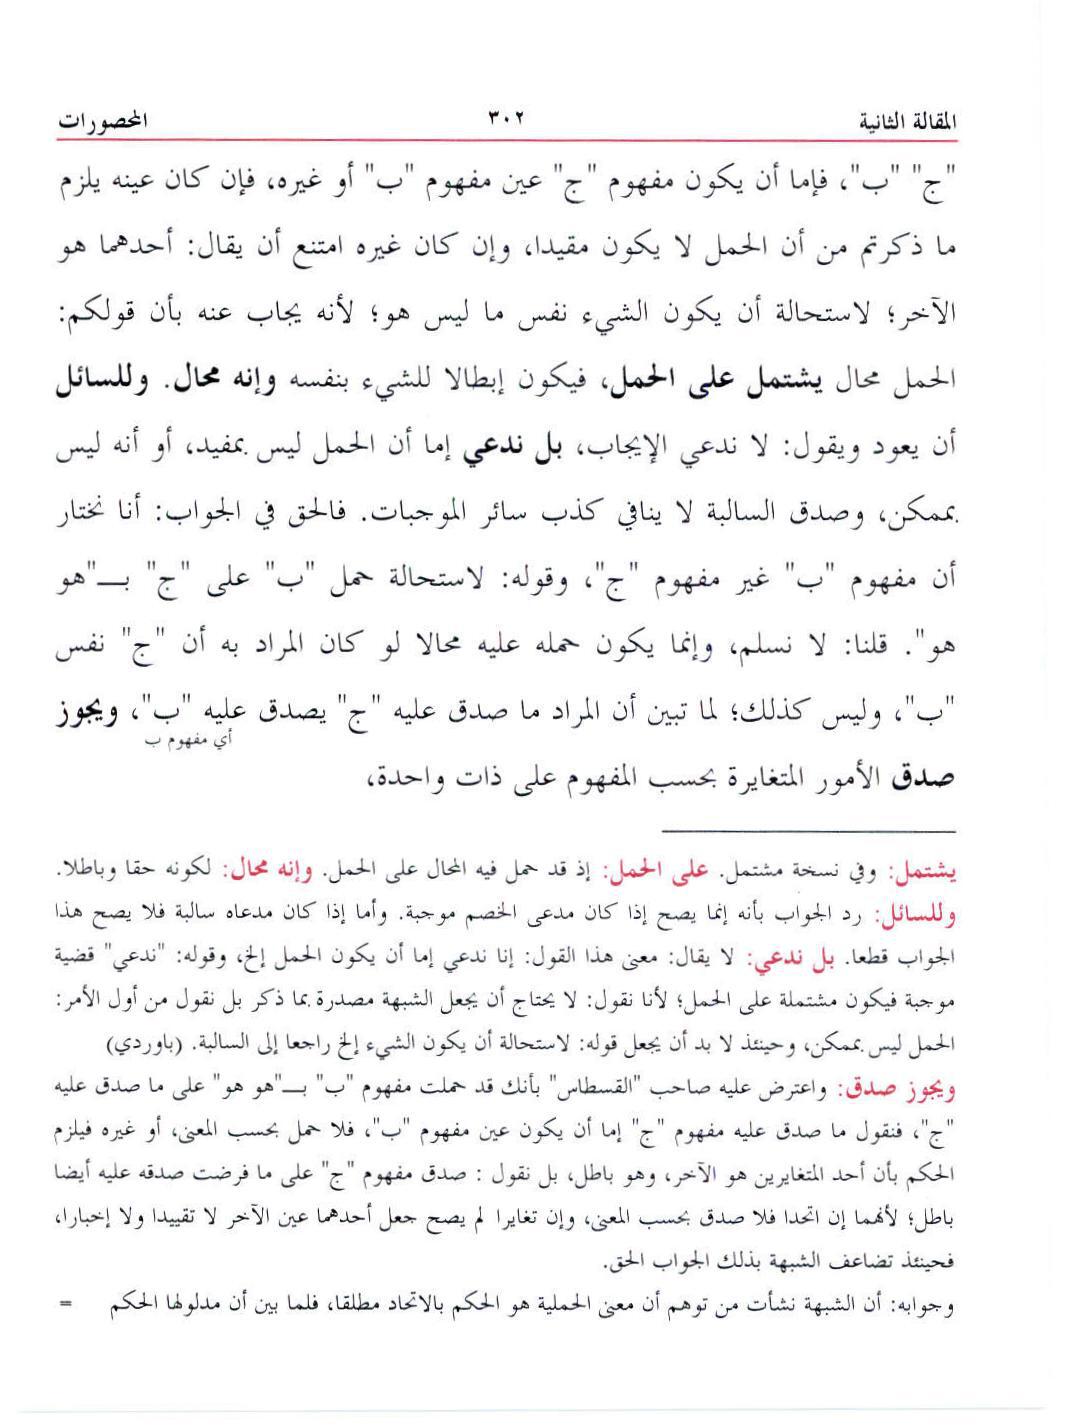 المقالة الثانية ٣٠٢ المحصورات
"ج" "ب"، فإما أن يكون مفهوم "ج" عين مفهوم "ب" أو غيره، فإن كان عينه يلزم
ما ذكرتم من أن الحمل لا يكون مقيدا، وإن كان غيره امتنع أن يقال: أحدهما هو
الآخر؛ لاستحالة أن يكون الشيء نفس ما ليس هو؛ لأنه يجاب عنه بأن قولكم:
الحمل محال يشتمل على الحمل، فيكون إبطالا للشيء بنفسه وإنه محال. وللسائل
أن يعود ويقول: لا ندعي الإيجاب، بل ندعي إما أن الحمل ليس بمفيد، أو أنه ليس
بممكن، وصدق السالبة لا ينافي كذب سائر الموجبات. فالحق في الجواب: أنا نختار
أن مفهوم "ب" غير مفهوم "ج"، وقوله: لاستحالة حمل "ب" على "ج" بـ"هو
هو". قلنا: لا نسلم، وإنما يكون حمله عليه محالا لو كان المراد به أن "ج" نفس
"ب"، وليس كذلك؛ لما تبين أن المراد ما صدق عليه "ج" يصدق عليه "ب"، ويجوز
أي مفهوم ب
صدق الأمور المتغايرة بحسب المفهوم على ذات واحدة،
يشتمل: وفي نسخة مشتمل. على الحمل: إذ قد حمل فيه المحال على الحمل. وإنه محال: لكونه حقا وباطلا.
وللسائل: رد الجواب بأنه إنما يصح إذا كان مدعى الخصم موجبة. وأما إذا كان مدعاه سالبة فلا يصح هذا
الجواب قطعا. بل ندعي: لا يقال: معنى هذا القول: إنا ندعي إما أن يكون الحمل إلخ، وقوله: "ندعي" قضية
موجبة فيكون مشتملة على الحمل؛ لأنا نقول: لا يحتاج أن يجعل الشبهة مصدرة بما ذكر بل نقول من أول الأمر:
الحمل ليس بممكن، وحينئذ لا بد أن يجعل قوله: لاستحالة أن يكون الشيء إلخ راجعا إلى السالبة. (باوردي)
ويجوز صدق: واعترض عليه صاحب "القسطاس" بأنك قد حملت مفهوم "ب" بـ"هو هو" على ما صدق عليه
"ج"، فنقول ما صدق عليه مفهوم "ج" إما أن يكون عين مفهوم "ب"، فلا حمل بحسب المعنى، أو غيره فيلزم
الحكم بأن أحد المتغايرين هو الآخر، وهو باطل، بل نقول : صدق مفهوم "ج" على ما فرضت صدقه عليه أيضا
باطل؛ لأنهما إن اتحدا فلا صدق بحسب المعنى، وإن تغايرا لم يصح جعل أحدهما عين الآخر لا تقييدا ولا إخبارا،
فحينئذ تضاعف الشبهة بذلك الجواب الحق.
وجوابه: أن الشبهة نشأت من توهم أن معنى الحملية هو الحكم بالاتحاد مطلقا، فلما بين أن مدلولها الحكم =